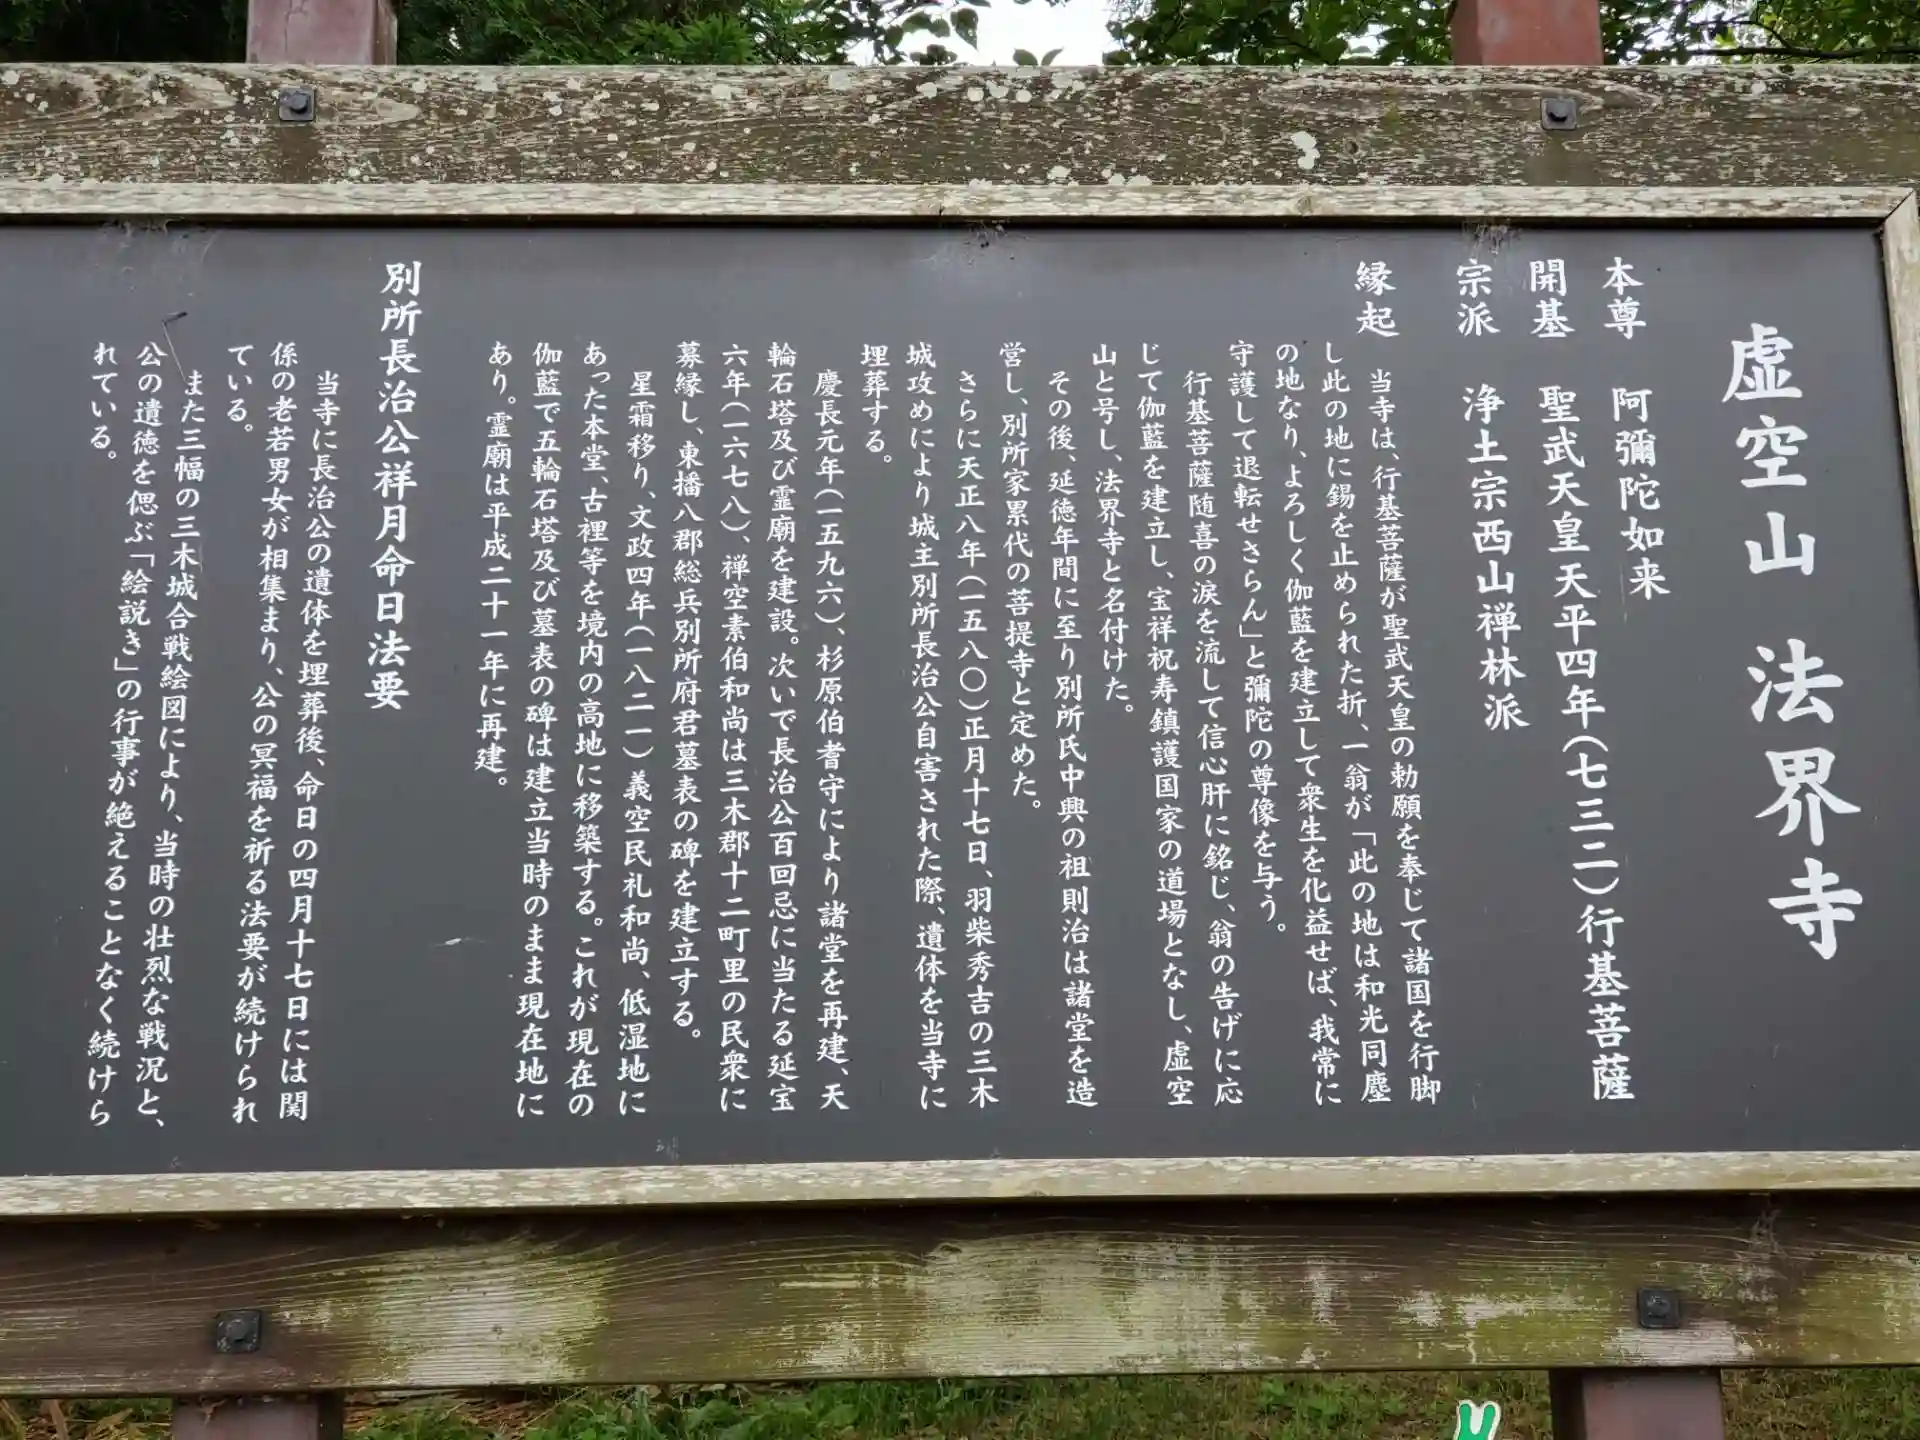 虚空山 法界寺
本尊 阿彌陀如来
開基 聖武天皇天平四年(七三二)行基菩薩
宗派 浄土宗西山禅林派
縁起
当寺は、行基菩薩が聖武天皇の勅願を奉じて諸国を行脚
し此の地に錫を止められた折、一翁が「此の地は和光同塵
の地なり、よろしく伽藍を建立して衆生を化益せば、我常に
守護して退転せさらん」と彌陀の尊像を与う。
行基菩薩随喜の涙を流して信心肝に銘じ、翁の告げに応
じて伽藍を建立し、宝祥祝寿鎮護国家の道場となし、虚空
山と号し、法界寺と名付けた。
その後、延徳年間に至り別所氏中興の祖則治は諸堂を造
営し、別所家累代の菩提寺と定めた。
さらに天正八年(一五八〇)正月十七日、羽柴秀吉の三木
城攻めにより城主別所長治公自害された際、遺体を当寺に
埋葬する。
慶長元年(一五九六)、杉原伯耆守により諸堂を再建、天
輪石塔及び霊廟を建設。次いで長治公百回忌に当たる延宝
六年(一六七八)、禅空素伯和尚は三木郡十二町里の民衆に
募縁し、東播八郡総兵別所府君墓表の碑を建立する。
星霜移り、文政四年(一八二一)義空民礼和尚、低湿地に
あった本堂、古裡等を境内の高地に移築する。これが現在の
伽藍で五輪石塔及び墓表の碑は建立当時のまま現在地に
あり。霊廟は平成二十一年に再建。
別所長治公祥月命日法要
当寺に長治公の遺体を埋葬後、命日の四月十七日には関
係の老若男女が相集まり、公の冥福を祈る法要が続けられ
ている。
また三幅の三木城合戦絵図により、当時の壮烈な戦況と、
公の遺徳を偲ぶ「絵説き」の行事が絶えることなく続けら
れている。